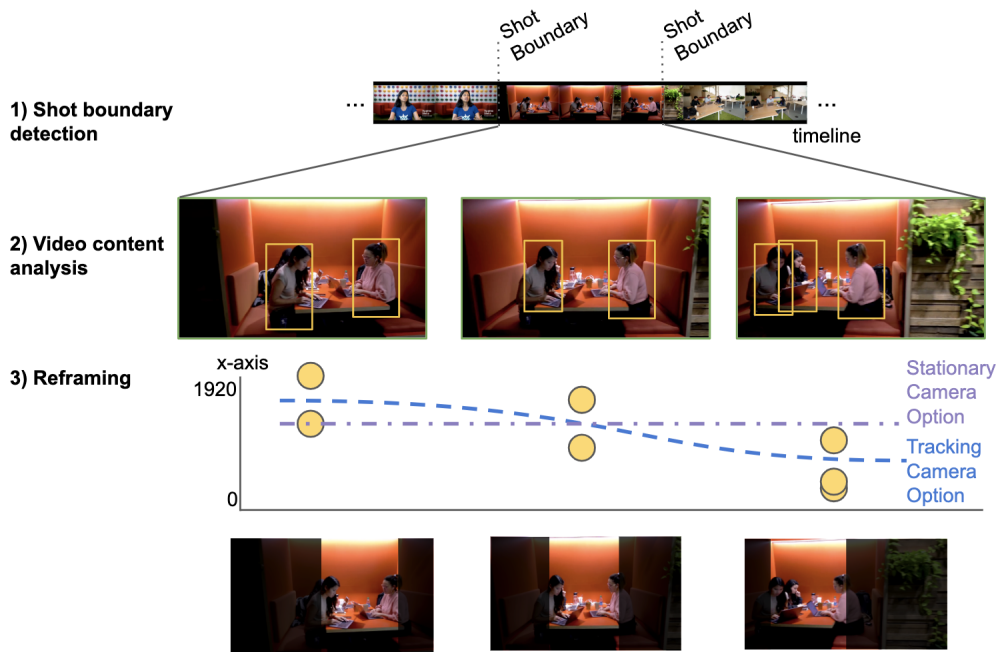 Shot
Boundary
Shot
Boundary
1) Shot boundary
detection
...
...
timeline
2) Video content
analysis
3) Reframing
x-axis
1920
0
Stationary
Camera
Option
Tracking
Camera
Option